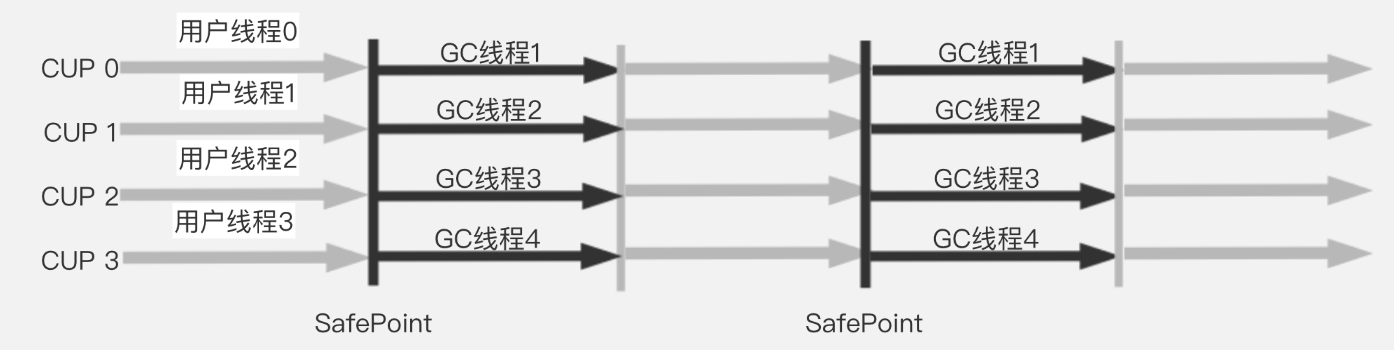 用户线程0
CUP 0
GC线程1
GC线程1
用户线程1
CUP 1
GC线程2
GC线程2
用户线程2
CUP 2
GC线程3
GC线程3
用户线程3
CUP 3
GC线程4
GC线程4
SafePoint
SafePoint